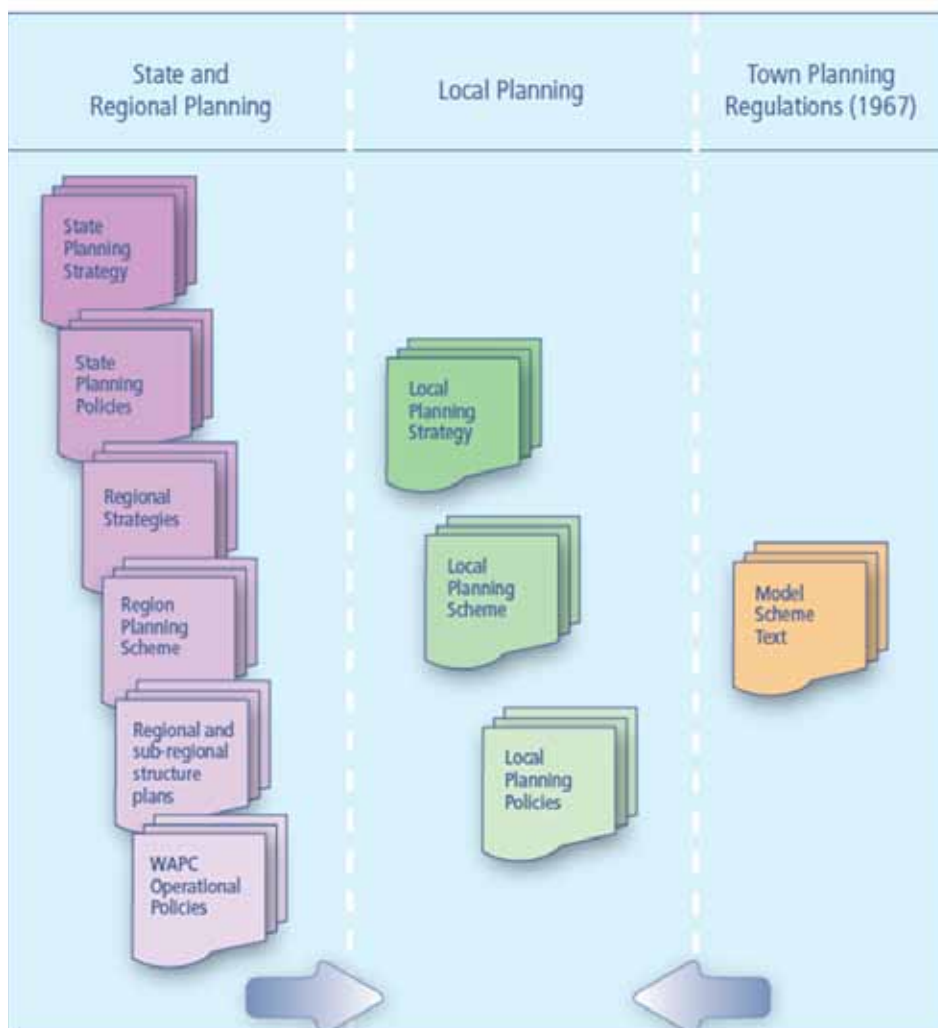 State and
Regional Planning
Local Planning
Town Planning
Regulations (1967)
State
Planning
Strategy
State
Planning
Policies
Regional
Strategies
Region
Planning
Scheme
Regional and
sub-regional
structure
plans
WAPC
Operational
Policies
Local
Planning
Strategy
Local
Planning
Scheme
Local
Planning
Policies
Model
Scheme
Text